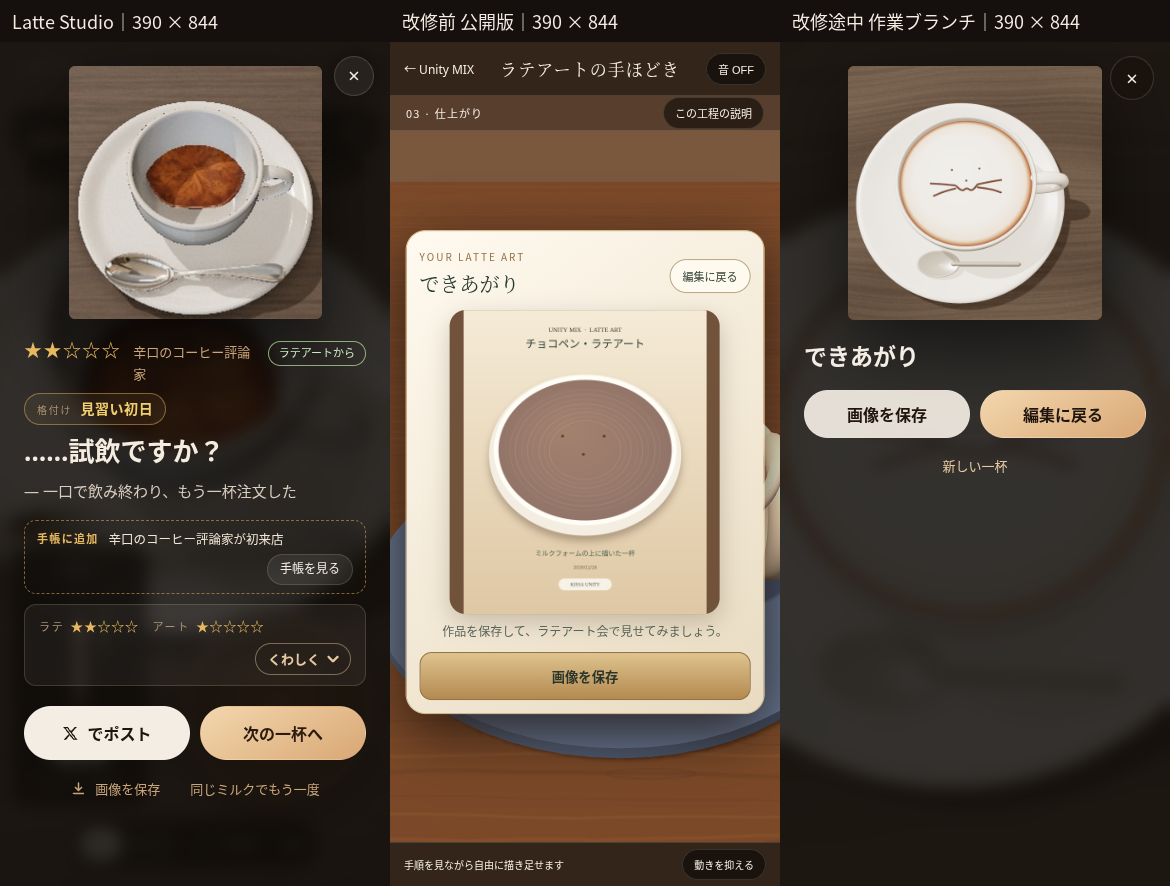 Latte Studio｜390 × 844
✕
★★☆☆☆ 辛口のコーヒー評論家
ラテアートから
格付け 見習い初日
……試飲ですか？
— 一口で飲み終わり、もう一杯注文した
手帳に追加 辛口のコーヒー評論家が初来店
手帳を見る
ラテ ★★☆☆☆ アート ★☆☆☆☆
くわしく
𝕏 でポスト
次の一杯へ
画像を保存
同じミルクでもう一度
改修前 公開版｜390 × 844
← Unity MIX
ラテアートの手ほどき
音 OFF
03 · 仕上がり
この工程の説明
YOUR LATTE ART
できあがり
編集に戻る
UNITY MIX · LATTE ART
チョコペン・ラテアート
ミルクフォームの上に描いた一杯
作品を保存して、ラテアート会で見せてみましょう。
画像を保存
手順を見ながら自由に描き足せます
動きを抑える
改修途中 作業ブランチ｜390 × 844
✕
できあがり
画像を保存
編集に戻る
新しい一杯